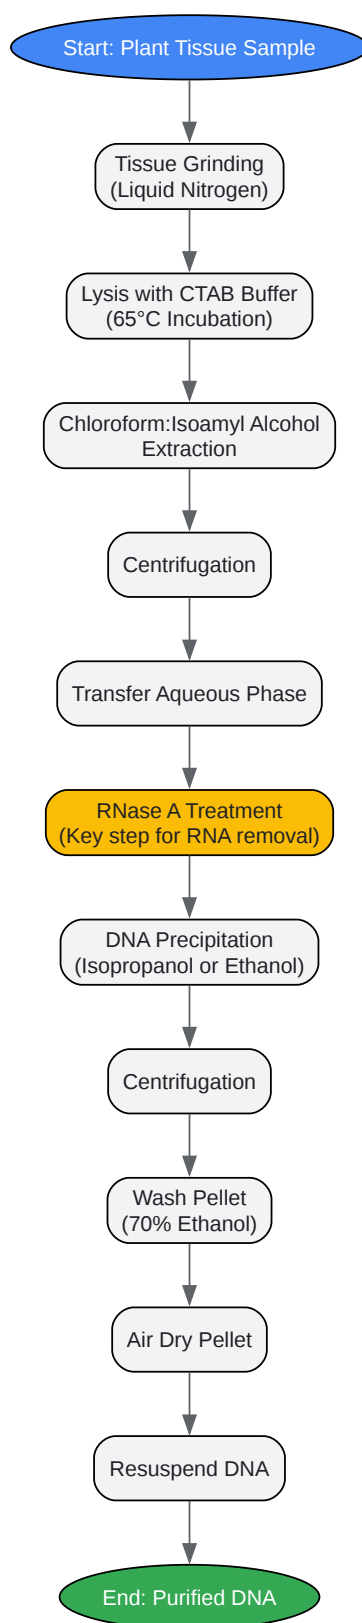 Start: Plant Tissue Sample
Tissue Grinding
(Liquid Nitrogen)
Lysis with CTAB Buffer
(65°C Incubation)
Chloroform:Isoamyl Alcohol
Extraction
Centrifugation
Transfer Aqueous Phase
RNase A Treatment
(Key step for RNA removal)
DNA Precipitation
(Isopropanol or Ethanol)
Centrifugation
Wash Pellet
(70% Ethanol)
Air Dry Pellet
Resuspend DNA
End: Purified DNA